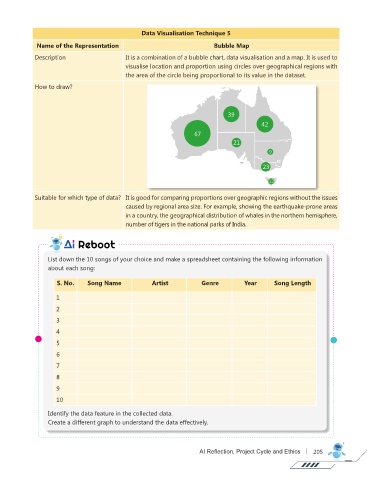 Data Visualisation Technique 5
Name of the Representation Bubble Map
Description It is a combination of a bubble chart, data visualisation and a map. It is used to
visualise location and proportion using circles over geographical regions with
the area of the circle being proportional to its value in the dataset.
How to draw?
39
42
67
21
23
Suitable for which type of data? It is good for comparing proportions over geographic regions without the issues
caused by regional area size. For example, showing the earthquake-prone areas
in a country, the geographical distribution of whales in the northern hemisphere,
number of tigers in the national parks of India.
Ai Reboot
List down the 10 songs of your choice and make a spreadsheet containing the following information
about each song:
S. No. Song Name Artist Genre Year Song Length
1
2
3
4
5
6
7
8
9
10
Identify the data feature in the collected data.
Create a different graph to understand the data effectively.
AI Reflection, Project Cycle and Ethics 205